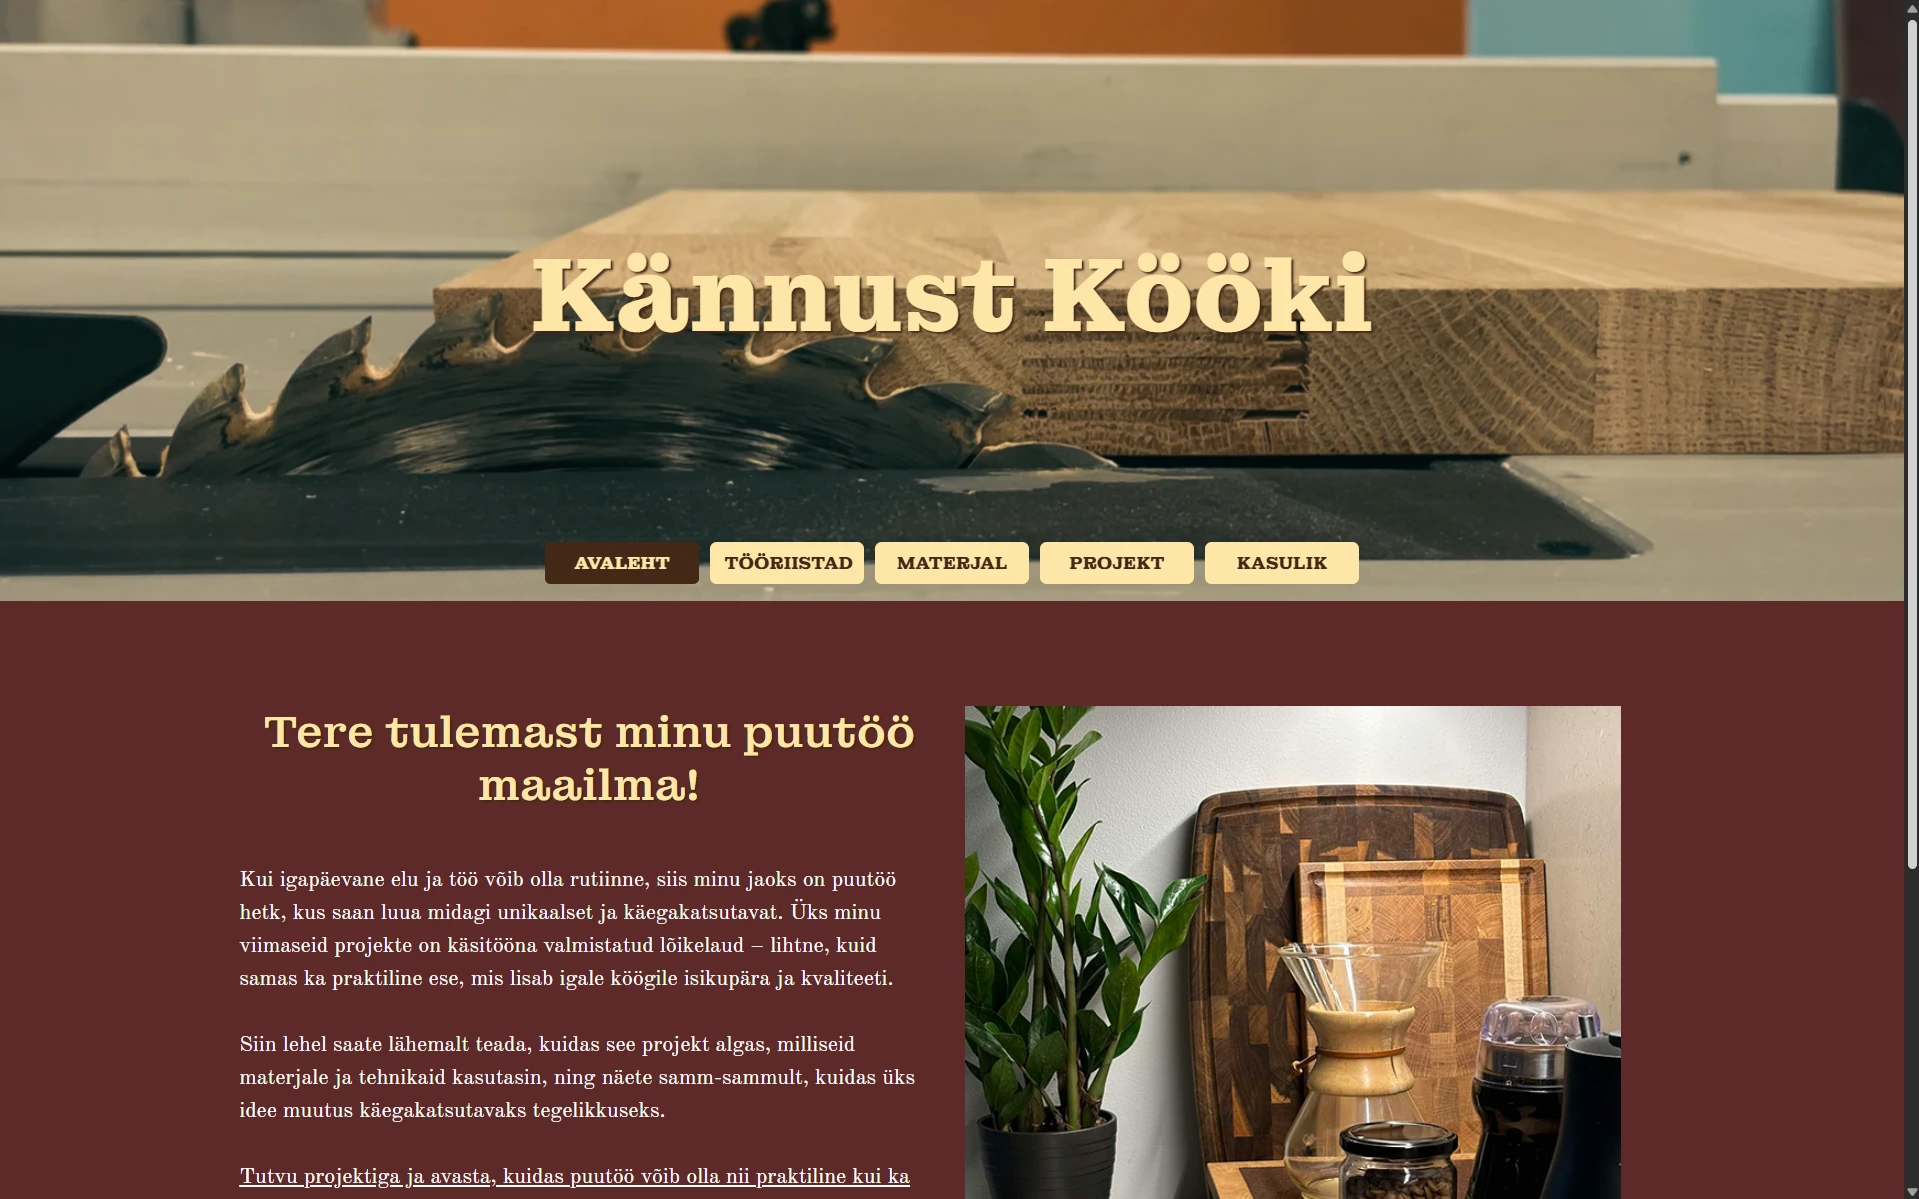 Kännust Kööki
AVALEHT
TÖÖRIISTAD
MATERJAL
PROJEKT
KASULIK
Tere tulemast minu puutöö
maailma!
Kui igapäevane elu ja töö võib olla rutiinne, siis minu jaoks on puutöö
hetk, kus saan luua midagi unikaalset ja käegakatsutavat. Üks minu
viimaseid projekte on käsitööna valmistatud lõikelaud – lihtne, kuid
samas ka praktiline ese, mis lisab igale köögile isikupära ja kvaliteeti.
Siin lehel saate lähemalt teada, kuidas see projekt algas, milliseid
materjale ja tehnikaid kasutasin, ning näete samm-sammult, kuidas üks
idee muutus käegakatsutavaks tegelikkuseks.
Tutvu projektiga ja avasta, kuidas puutöö võib olla nii praktiline kui ka